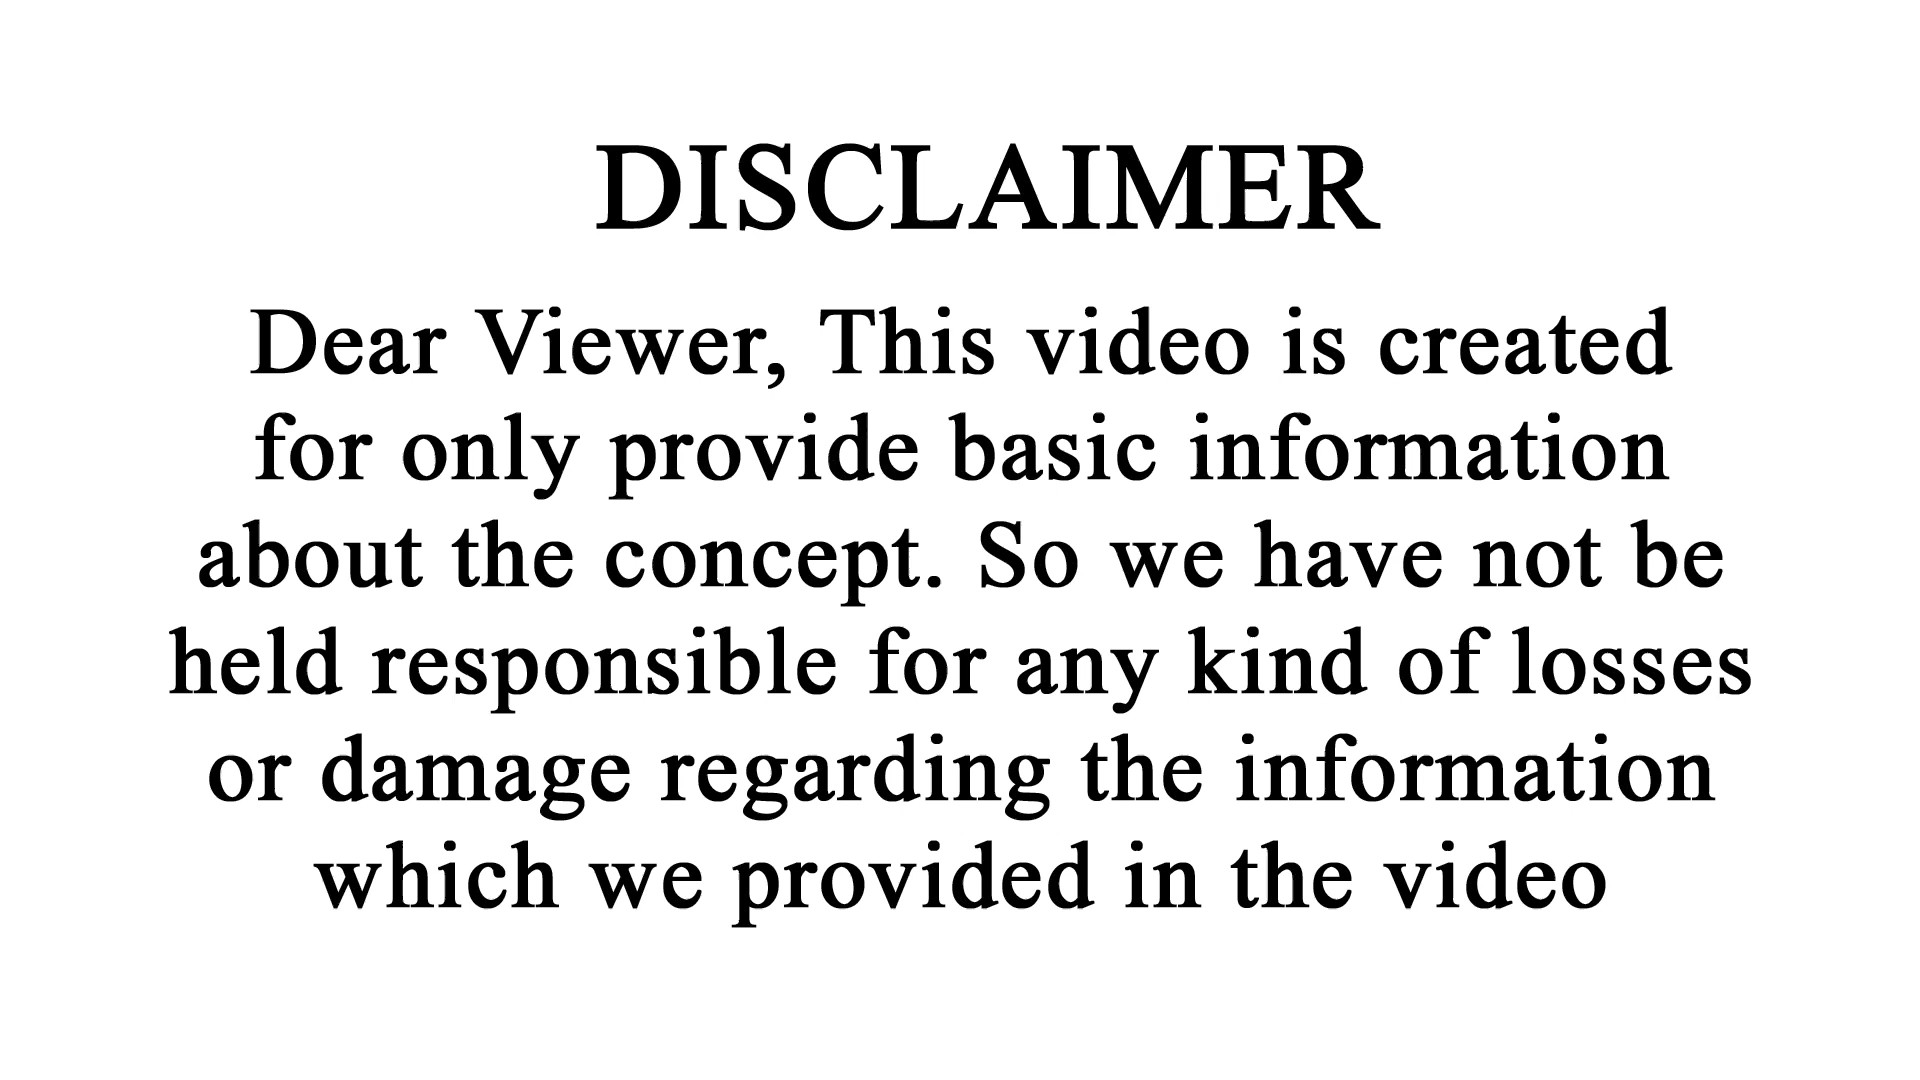 DISCLAIMER
Dear Viewer, This video is created
for only provide basic information
about the concept. So we have not be
held responsible for any kind of losses
or damage regarding the information
which we provided in the video